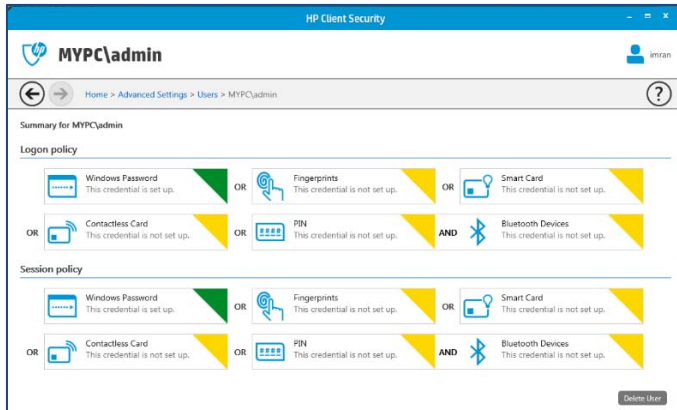 HP Client Security
MYPC\admin
imran
Home > Advanced Settings > Users > MYPC\admin
?
Summary for MYPC\admin
Logon policy
Windows Password
This credential is set up.
OR
Fingerprints
This credential is not set up.
OR
Smart Card
This credential is not set up.
OR
Contactless Card
This credential is not set up.
OR
PIN
This credential is not set up.
AND
Bluetooth Devices
This credential is not set up.
Session policy
Windows Password
This credential is set up.
OR
Fingerprints
This credential is not set up.
OR
Smart Card
This credential is not set up.
OR
Contactless Card
This credential is not set up.
OR
PIN
This credential is not set up.
AND
Bluetooth Devices
This credential is not set up.
Delete User